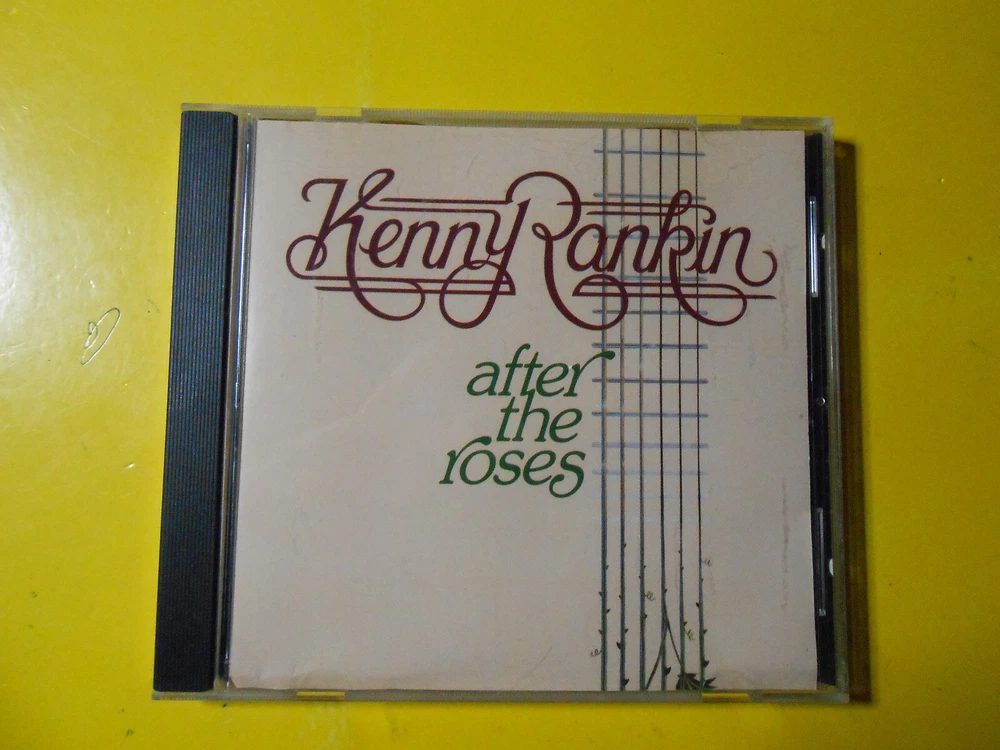 Kenny Rankin
after
the
roses